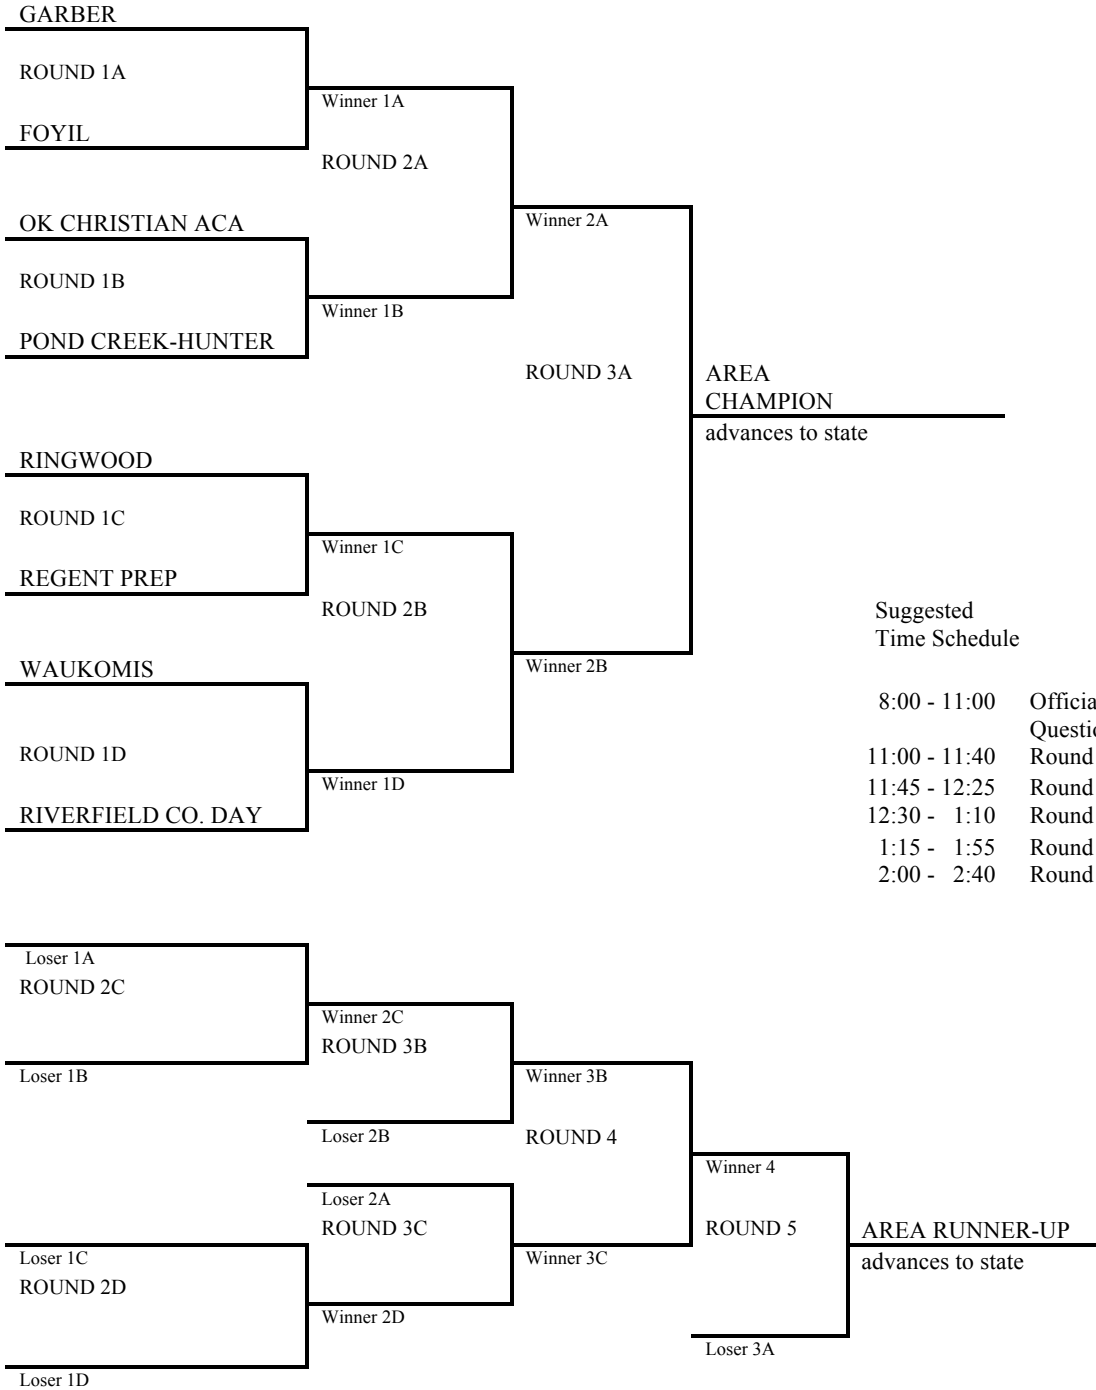 GARBER
ROUND 1A
Winner 1A
FOYIL
ROUND 2A
OK CHRISTIAN ACA
Winner 2A
ROUND 1B
Winner 1B
POND CREEK-HUNTER
ROUND 3A
AREA
CHAMPION
advances to state
RINGWOOD
ROUND 1C
Winner 1C
REGENT PREP
ROUND 2B
Suggested
Time Schedule
WAUKOMIS
Winner 2B
8:00 - 11:00
ROUND 1D
11:00 - 11:40 Round
Winner 1D
11:45 - 12:25 Round
RIVERFIELD CO. DAY
12:30 - 1:10 Round
1:15 - 1:55 Round
2:00 - 2:40 Round
Loser 1A
ROUND 2C
Winner 2C
ROUND 3B
Loser 1B
Winner 3B
Loser 2B
ROUND 4
Winner 4
Loser 2A
ROUND 3C
ROUND 5
AREA RUNNER-UP
advances to state
Loser 1C
Winner 3C
ROUND 2D
Winner 2D
Loser 3A
Loser 1D